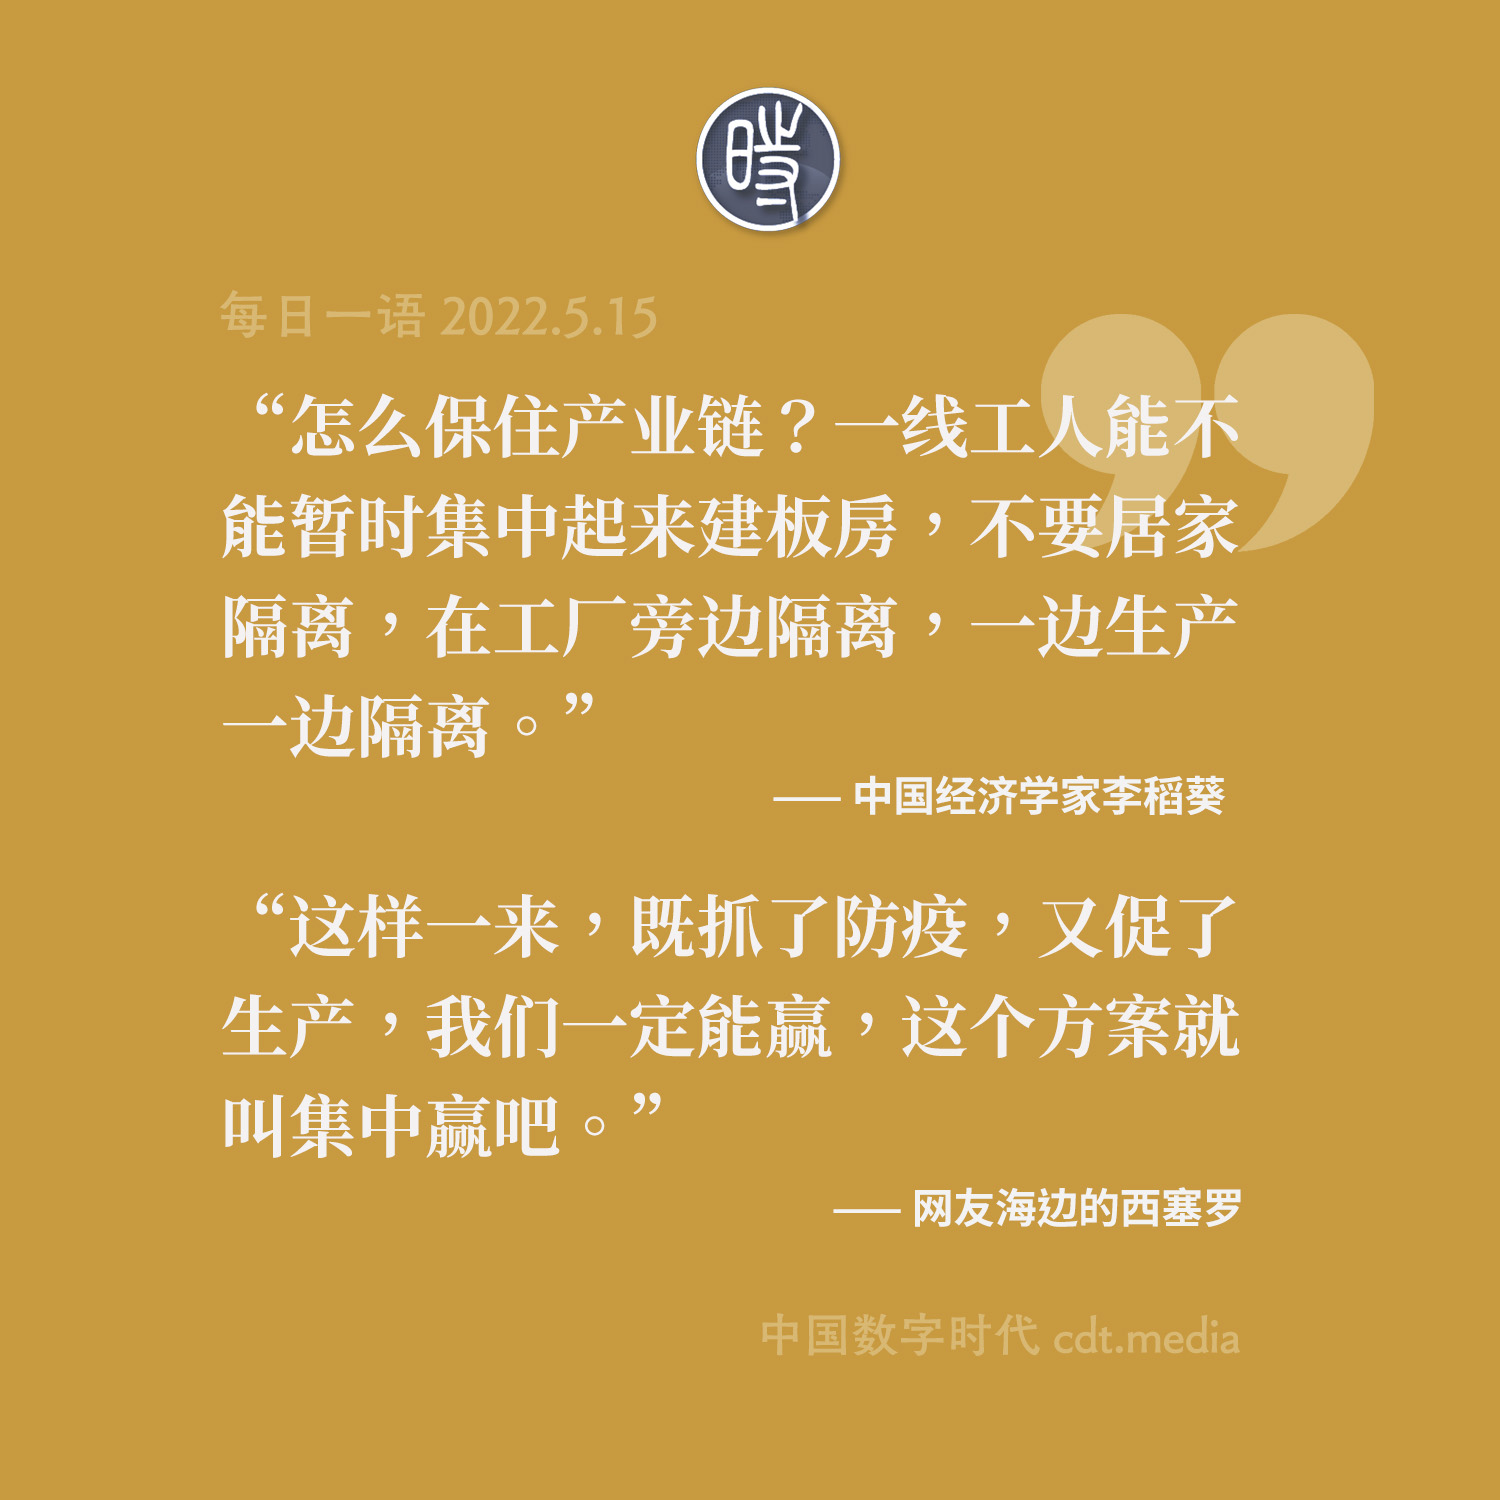 時
每日一语 2022.5.15
“怎么保住产业链？一线工人能不
能暂时集中起来建板房，不要居家
隔离，在工厂旁边隔离，一边生产
一边隔离。”
—— 中国经济学家李稻葵
“这样一来，既抓了防疫，又促了
生产，我们一定能赢，这个方案就
叫集中赢吧。”
—— 网友海边的西塞罗
中国数字时代 cdt.media